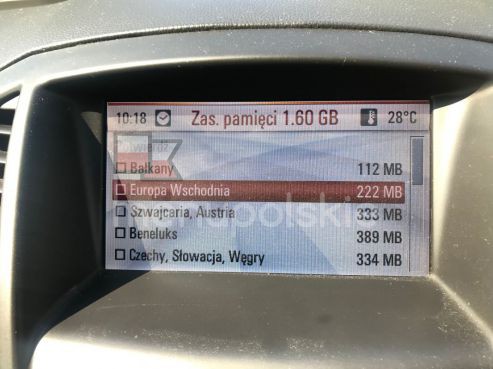 10:18 Zas. pamięci 1.60 GB 28°C
Bałkany 112 MB
Europa Wschodnia 222 MB
Szwajcaria, Austria 333 MB
Beneluks 389 MB
Czechy, Słowacja, Węgry 334 MB